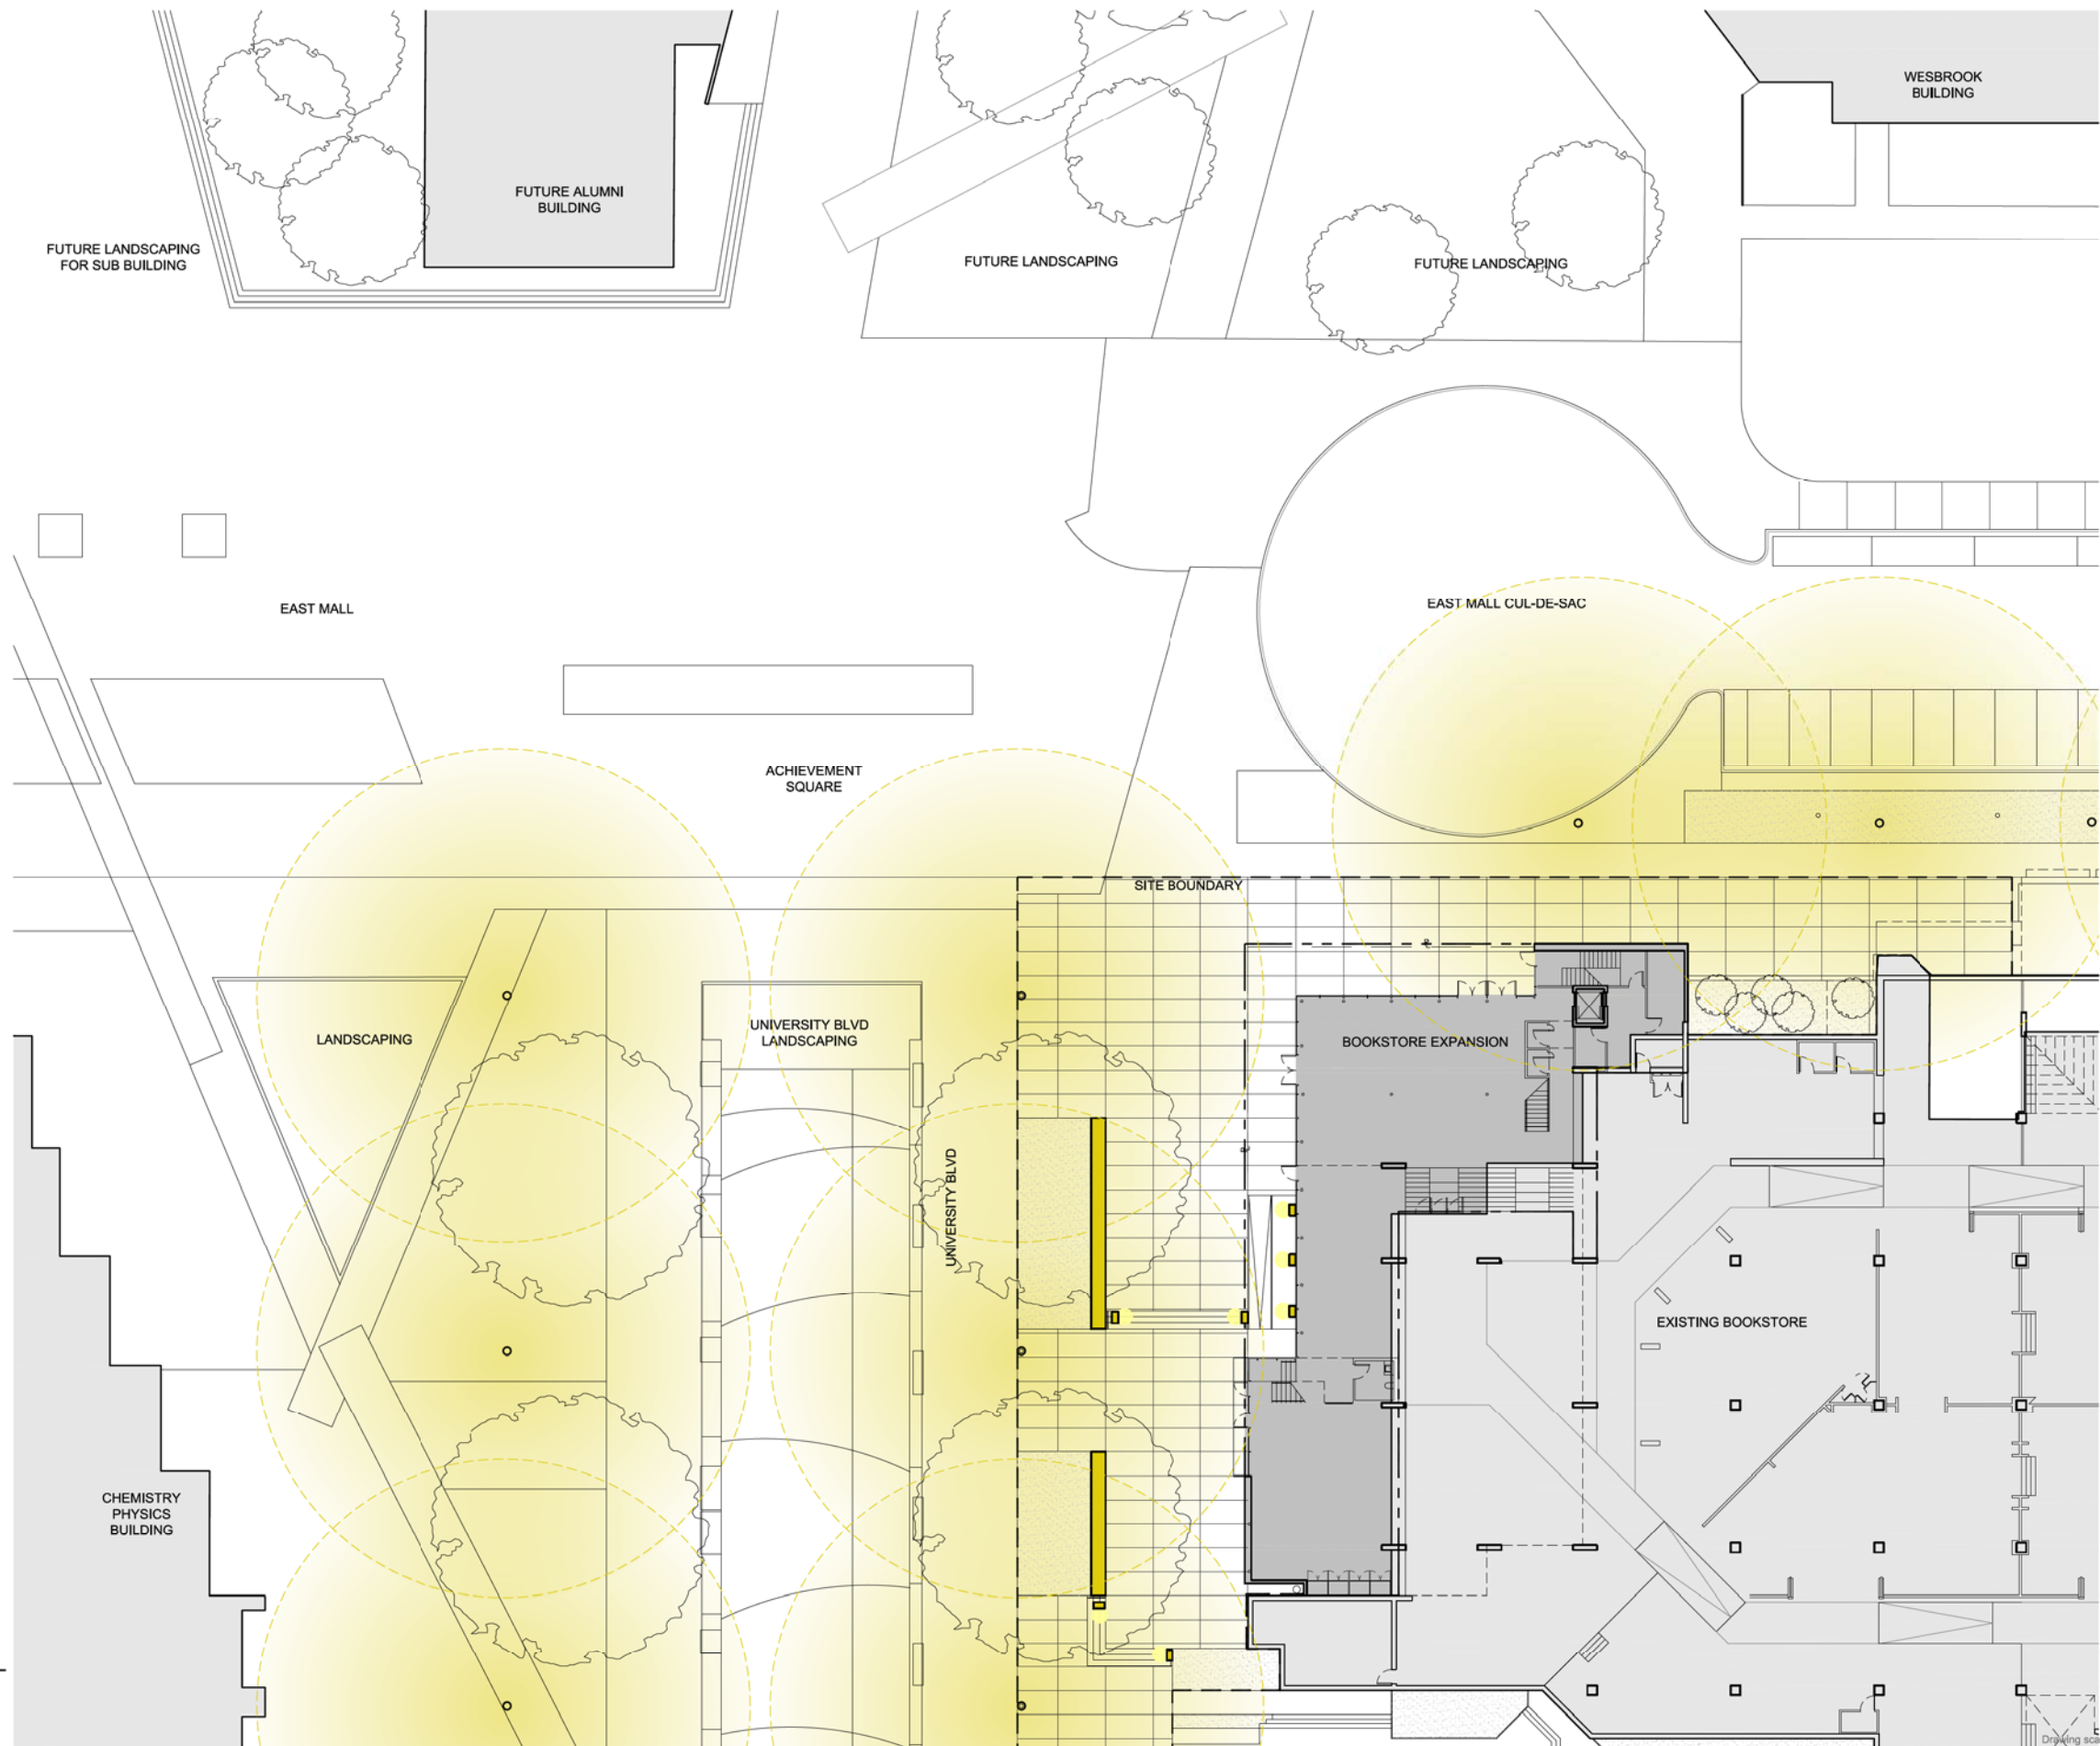 WESBROOK
BUILDING
FUTURE ALUMNI
BUILDING
FUTURE LANDSCAPING
FOR SUB BUILDING
FUTURE LANDSCAPING
FUTURE LANDSCAPING
EAST MALL
EAST MALL CUL-DE-SAC
ACHIEVEMENT
SQUARE
SITE BOUNDARY
LANDSCAPING
UNIVERSITY BLVD
LANDSCAPING
BOOKSTORE EXPANSION
UNIVERSITY BLVD
EXISTING BOOKSTORE
CHEMISTRY
PHYSICS
BUILDING
Drawing